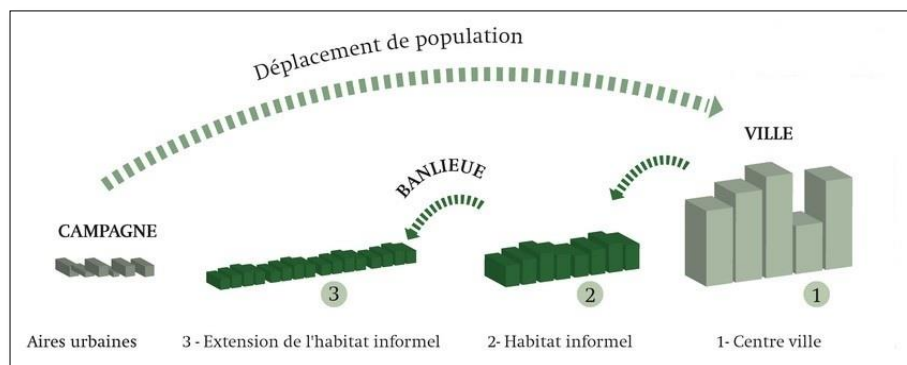 Déplacement de population
VILLE
BANLIEUE
CAMPAGNE
3
2
1
Aires urbaines
3 - Extension de l'habitat informel
2- Habitat informel
1- Centre ville